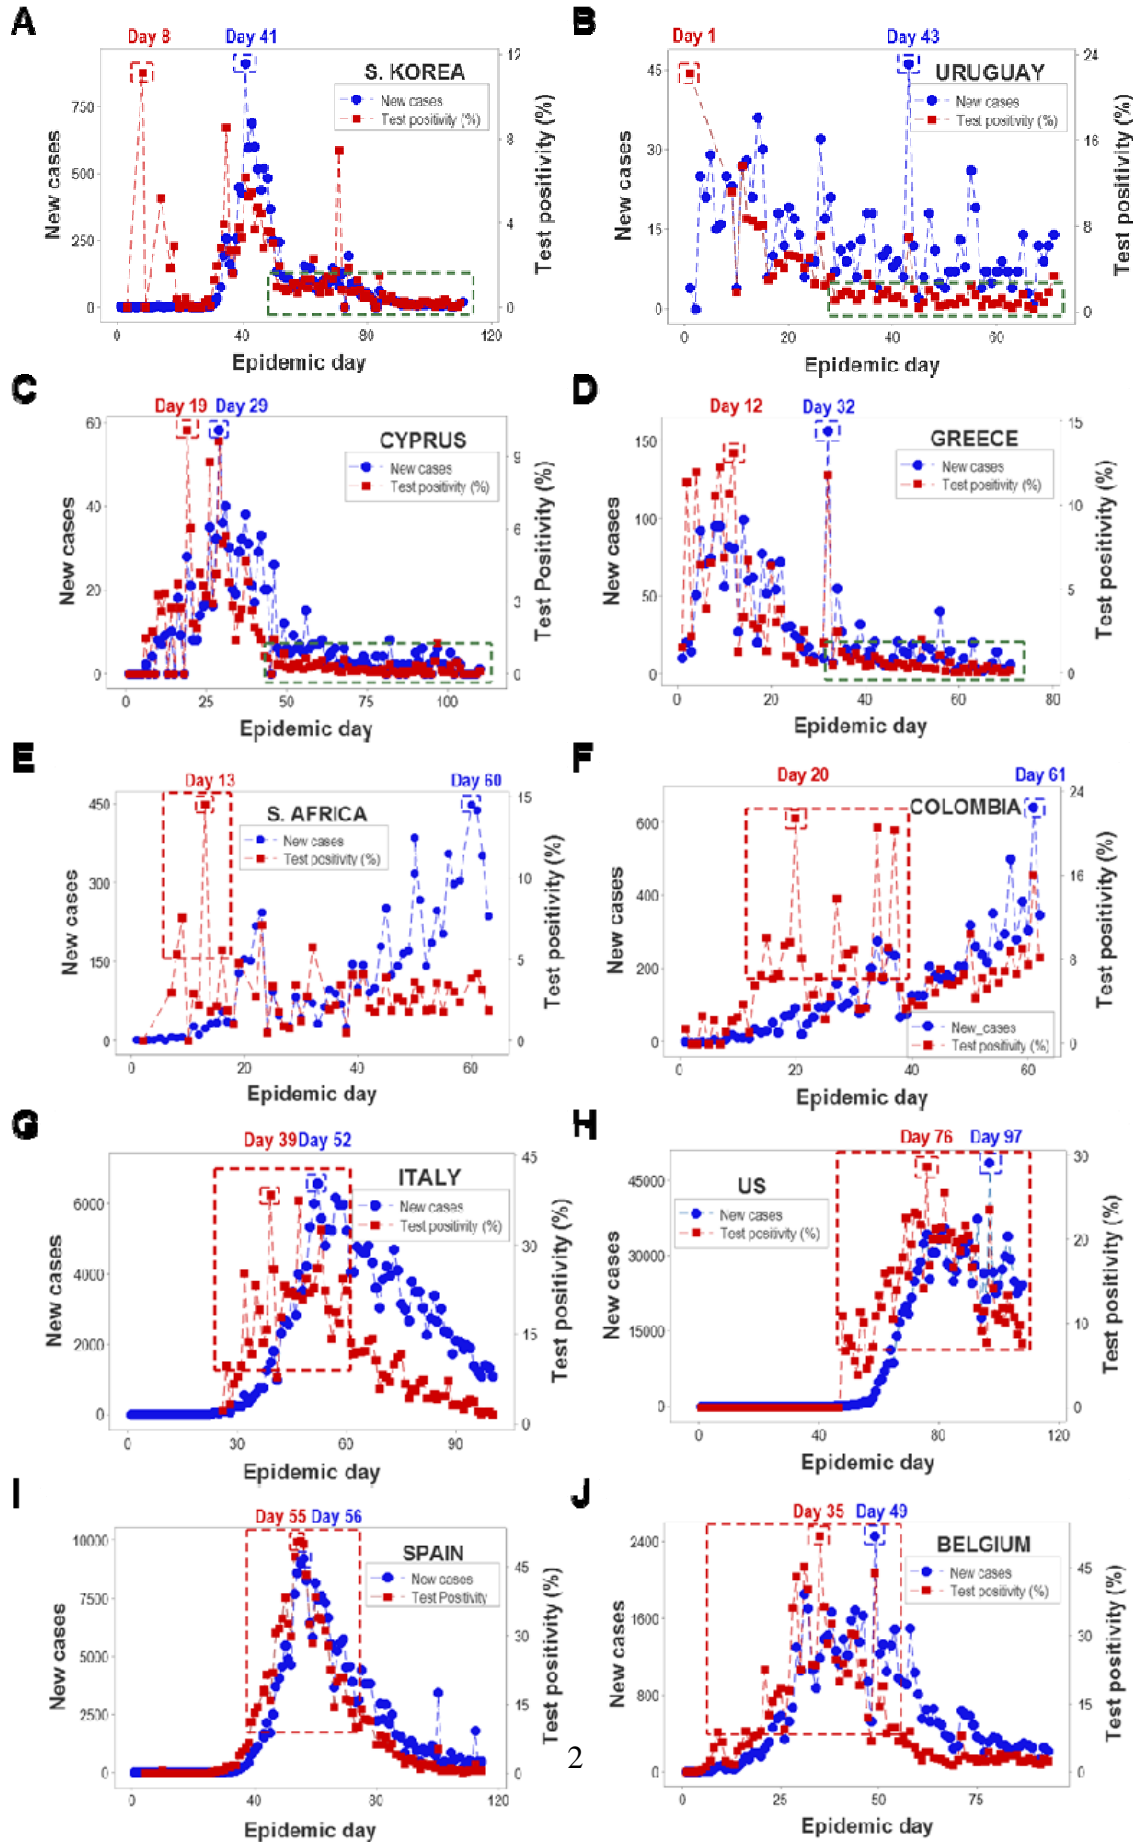 A
Day 8
Day 41
S. KOREA
New cases
Test positivity (%)
750
500
250
0
12
8
4
0
0
40
80
120
New cases
Test positivity (%)
Epidemic day
B
Day 1
Day 43
URUGUAY
New cases
Test positivity (%)
45
30
15
0
24
16
8
0
0
20
40
60
New cases
Test positivity (%)
Epidemic day
C
Day 19
Day 29
CYPRUS
New cases
Test positivity (%)
60
40
20
0
9
6
3
0
0
25
50
75
100
New cases
Test Positivity (%)
Epidemic day
D
Day 12
Day 32
GREECE
New cases
Test positivity (%)
150
100
50
0
15
10
5
0
0
20
40
60
80
New cases
Test positivity (%)
Epidemic day
E
Day 13
Day 60
S. AFRICA
New cases
Test positivity (%)
450
300
150
0
15
10
5
0
0
20
40
60
New cases
Test positivity (%)
Epidemic day
F
Day 20
Day 61
COLOMBIA
New_cases
Test positivity (%)
600
400
200
0
24
16
8
0
0
20
40
60
New cases
Test positivity (%)
Epidemic day
G
Day 39
Day 52
ITALY
New cases
Test positivity (%)
6000
4000
2000
0
45
30
15
0
0
30
60
90
New cases
Test positivity (%)
Epidemic day
H
Day 76
Day 97
US
New cases
Test positivity (%)
45000
30000
15000
0
30
20
10
0
0
40
80
120
New cases
Test positivity (%)
Epidemic day
I
Day 55
Day 56
SPAIN
New cases
Test Positivity
10000
7500
5000
2500
0
45
30
15
0
0
40
80
120
New cases
Test positivity (%)
Epidemic day
J
Day 35
Day 49
BELGIUM
New cases
Test positivity (%)
2400
1600
800
0
45
30
15
0
0
25
50
75
New cases
Test positivity (%)
Epidemic day
2